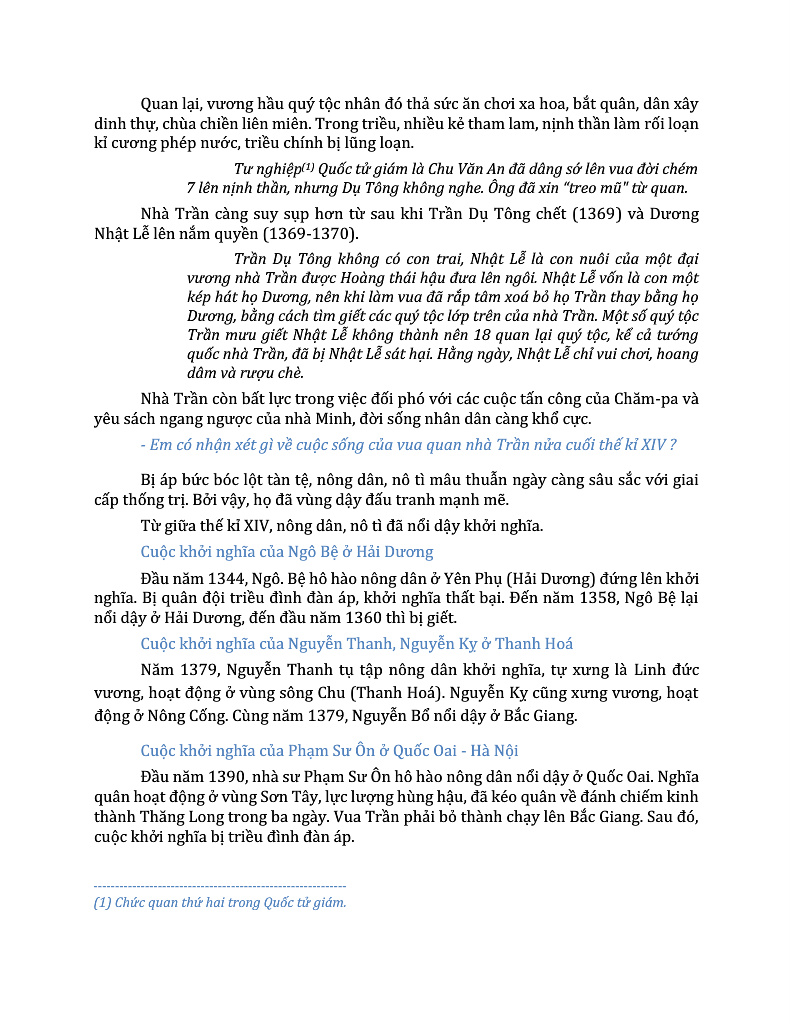 Quan lại, vương hầu quý tộc nhân đó thả sức ăn chơi xa hoa, bắt quân, dân xây
dinh thự, chùa chiền liên miên. Trong triều, nhiều kẻ tham lam, nịnh thần làm rối loạn
kỉ cương phép nước, triều chính bị lũng loạn.
Tư nghiệp(1) Quốc tử giám là Chu Văn An đã dâng sớ lên vua đời chém
7 lên nịnh thần, nhưng Dụ Tông không nghe. Ông đã xin "treo mũ" từ quan.
Nhà Trần càng suy sụp hơn từ sau khi Trần Dụ Tông chết (1369) và Dương
Nhật Lễ lên nắm quyền (1369-1370).
Trần Dụ Tông không có con trai, Nhật Lễ là con nuôi của một đại
vương nhà Trần được Hoàng thái hậu đưa lên ngôi. Nhật Lễ vốn là con một
kép hát họ Dương, nên khi làm vua đã rắp tâm xoá bỏ họ Trần thay bằng họ
Dương, bằng cách tìm giết các quý tộc lớp trên của nhà Trần. Một số quý tộc
Trần mưu giết Nhật Lễ không thành nên 18 quan lại quý tộc, kể cả tướng
quốc nhà Trần, đã bị Nhật Lễ sát hại. Hằng ngày, Nhật Lễ chỉ vui chơi, hoang
dâm và rượu chè.
Nhà Trần còn bất lực trong việc đối phó với các cuộc tấn công của Chăm-pa và
yêu sách ngang ngược của nhà Minh, đời sống nhân dân càng khổ cực.
- Em có nhận xét gì về cuộc sống của vua quan nhà Trần nửa cuối thế kỉ XIV ?
Bị áp bức bóc lột tàn tệ, nông dân, nô tì mâu thuẫn ngày càng sâu sắc với giai
cấp thống trị. Bởi vậy, họ đã vùng dậy đấu tranh mạnh mẽ.
Từ giữa thế kỉ XIV, nông dân, nô tì đã nổi dậy khởi nghĩa.
Cuộc khởi nghĩa của Ngô Bệ ở Hải Dương
Đầu năm 1344, Ngô. Bệ hô hào nông dân ở Yên Phụ (Hải Dương) đứng lên khởi
nghĩa. Bị quân đội triều đình đàn áp, khởi nghĩa thất bại. Đến năm 1358, Ngô Bệ lại
nổi dậy ở Hải Dương, đến đầu năm 1360 thì bị giết.
Cuộc khởi nghĩa của Nguyễn Thanh, Nguyễn Kỵ ở Thanh Hoá
Năm 1379, Nguyễn Thanh tụ tập nông dân khởi nghĩa, tự xưng là Linh đức
vương, hoạt động ở vùng sông Chu (Thanh Hoá). Nguyễn Kỵ cũng xưng vương, hoạt
động ở Nông Cống. Cùng năm 1379, Nguyễn Bổ nổi dậy ở Bắc Giang.
Cuộc khởi nghĩa của Phạm Sư Ôn ở Quốc Oai - Hà Nội
Đầu năm 1390, nhà sư Phạm Sư Ôn hô hào nông dân nổi dậy ở Quốc Oai. Nghĩa
quân hoạt động ở vùng Sơn Tây, lực lượng hùng hậu, đã kéo quân về đánh chiếm kinh
thành Thăng Long trong ba ngày. Vua Trần phải bỏ thành chạy lên Bắc Giang. Sau đó,
cuộc khởi nghĩa bị triều đình đàn áp.
-----------------------------------------------------------
(1) Chức quan thứ hai trong Quốc tử giám.